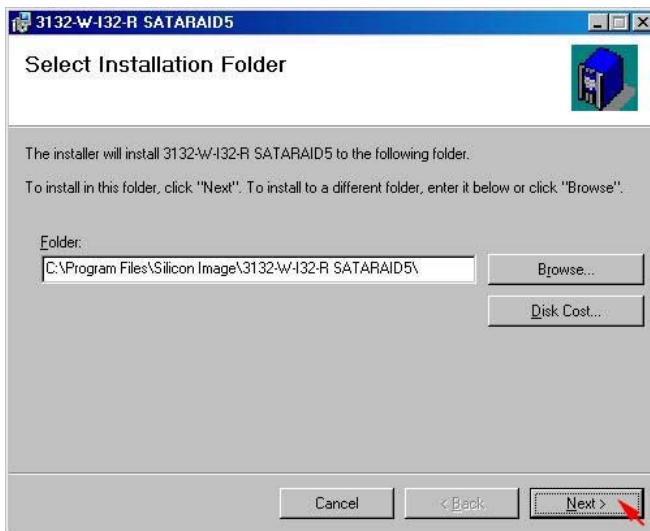 3132-W-I32-R SATARAID5
Select Installation Folder
The installer will install 3132-W-I32-R SATARAID5 to the following folder.
To install in this folder, click "Next". To install to a different folder, enter it below or click "Browse".
Folder:
C:\Program Files\Silicon Image\3132-W-I32-R SATARAID5\
Browse...
Disk Cost...
Cancel
< Back
Next >